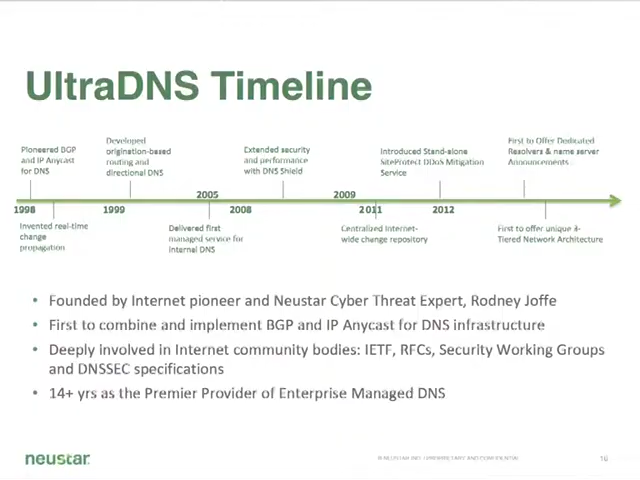 UltraDNS Timeline
Pioneered BGP
and IP Anycast
for DNS
Developed
origination-based
routing and
directional DNS
Extended security
and performance
with DNS Shield
Introduced Stand-alone
SiteProtect DDoS Mitigation
Service
First to Offer Dedicated
Resolvers & name server
Announcements
2005
2009
1998
1999
2008
2011
2012
Invented real-time
change
propagation
Delivered first
managed service for
Internal DNS
Centralized Internet-
wide change repository
First to offer unique
Tiered Network Architecture
• Founded by Internet pioneer and Neustar Cyber Threat Expert, Rodney Joffe
• First to combine and implement BGP and IP Anycast for DNS infrastructure
• Deeply involved in Internet community bodies: IETF, RFCs, Security Working Groups
and DNSSEC specifications
• 14+ yrs as the Premier Provider of Enterprise Managed DNS
neustar
© NEUSTAR INC. / PROPRIETARY AND CONFIDENTIAL